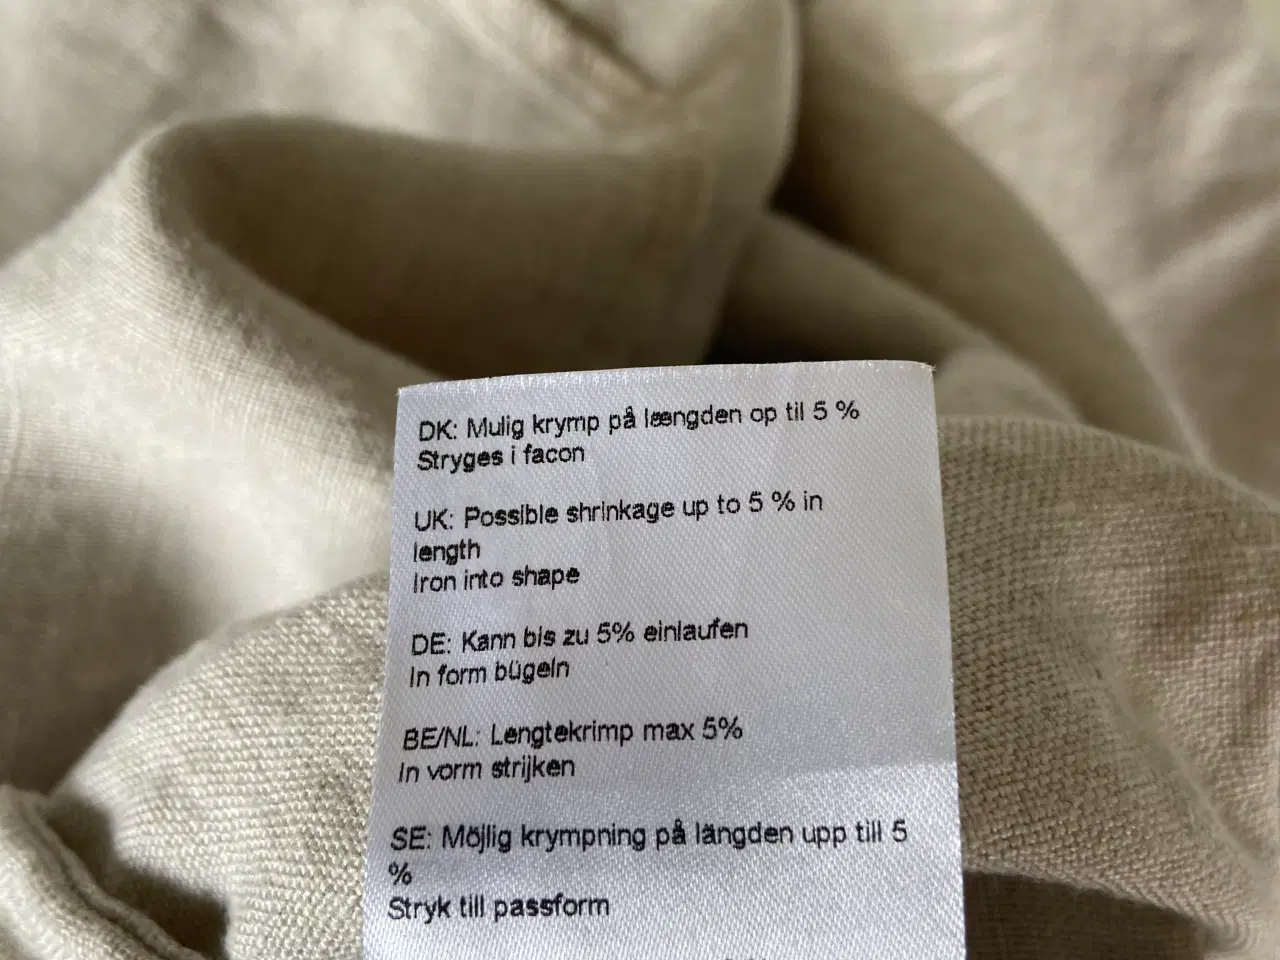 DK: Mulig krymp på læengden op til 5 %
Stryges i facon
UK: Possible shrinkage up to 5 % in
length
Iron into shape
DE: Kann bis zu 5% einlaufen
In form bügeln
BE/NL: Lengtekrimp max 5%
In vorm strijken
SE: Möjlig krympning på längden upp till 5
%
Stryk till passform